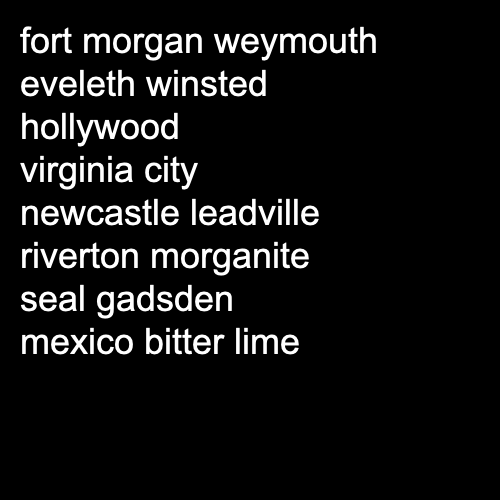 fort morgan weymouth
eveleth winsted
hollywood
virginia city
newcastle leadville
riverton morganite
seal gadsden
mexico bitter lime